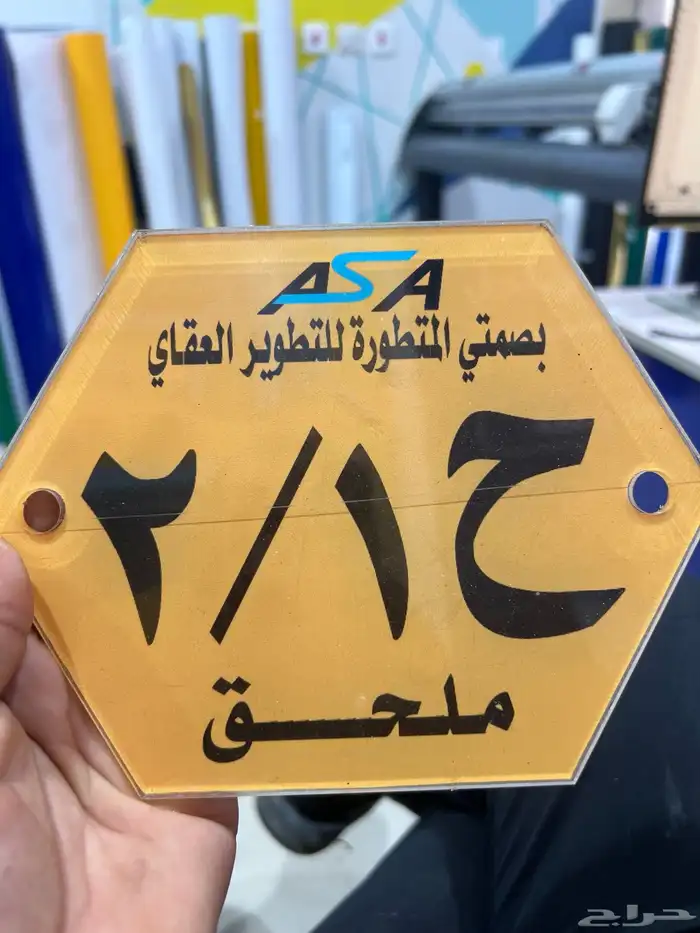 ASA
بصمتي المتطورة للتطوير العقاي
ح ١/٢
ملحق
حراج